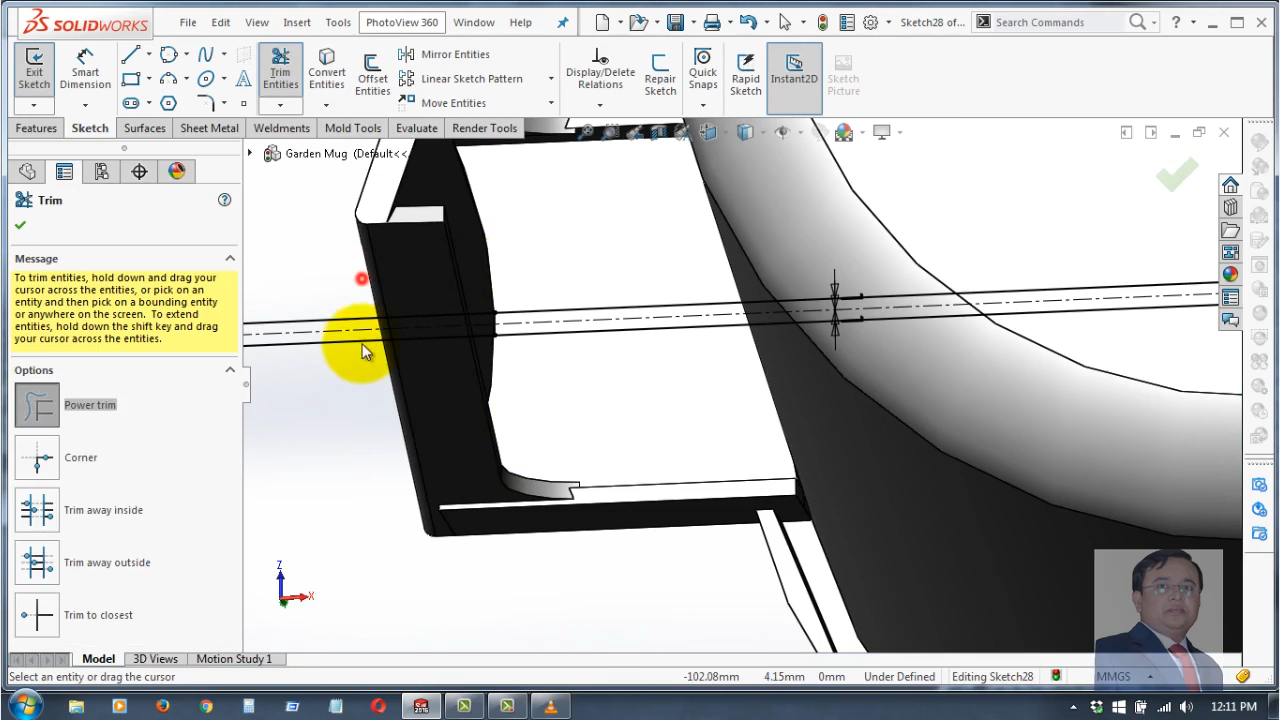 SOLIDWORKS
File Edit View Insert Tools PhotoView 360 Window Help
Sketch28 of...
Search Commands
Exit Sketch
Smart Dimension
Trim Entities
Convert Entities
Offset Entities
Mirror Entities
Linear Sketch Pattern
Move Entities
Display/Delete Relations
Repair Sketch
Quick Snaps
Rapid Sketch
Instant2D
Sketch Picture
Features Sketch Surfaces Sheet Metal Weldments Mold Tools Evaluate Render Tools
Garden Mug (Default<<...
Trim
Message
To trim entities, hold down and drag your
cursor across the entities, or pick on an
entity and then pick on a bounding entity
or anywhere on the screen. To extend
entities, hold down the shift key and drag
your cursor across the entities.
Options
Power trim
Corner
Trim away inside
Trim away outside
Trim to closest
Z
X
Model 3D Views Motion Study 1
Select an entity or drag the cursor
-102.08mm 4.15mm 0mm Under Defined Editing Sketch28 MMGS
12:11 PM